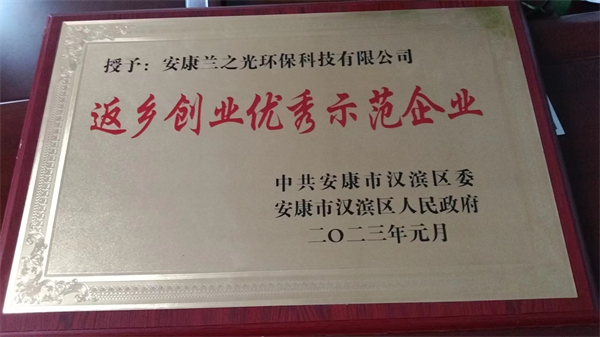 授予：安康兰之光环保科技有限公司
返乡创业优秀示范企业
中共安康市汉滨区委
安康市汉滨区人民政府
二〇二三年元月